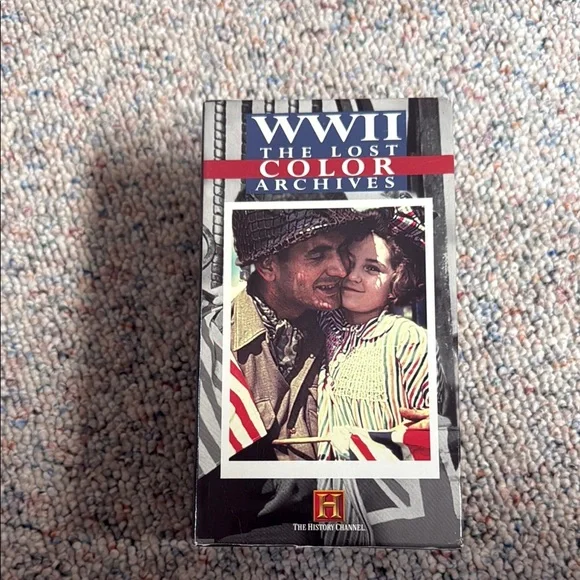 WWII
THE LOST
COLOR
ARCHIVES
H
THE HISTORY CHANNEL